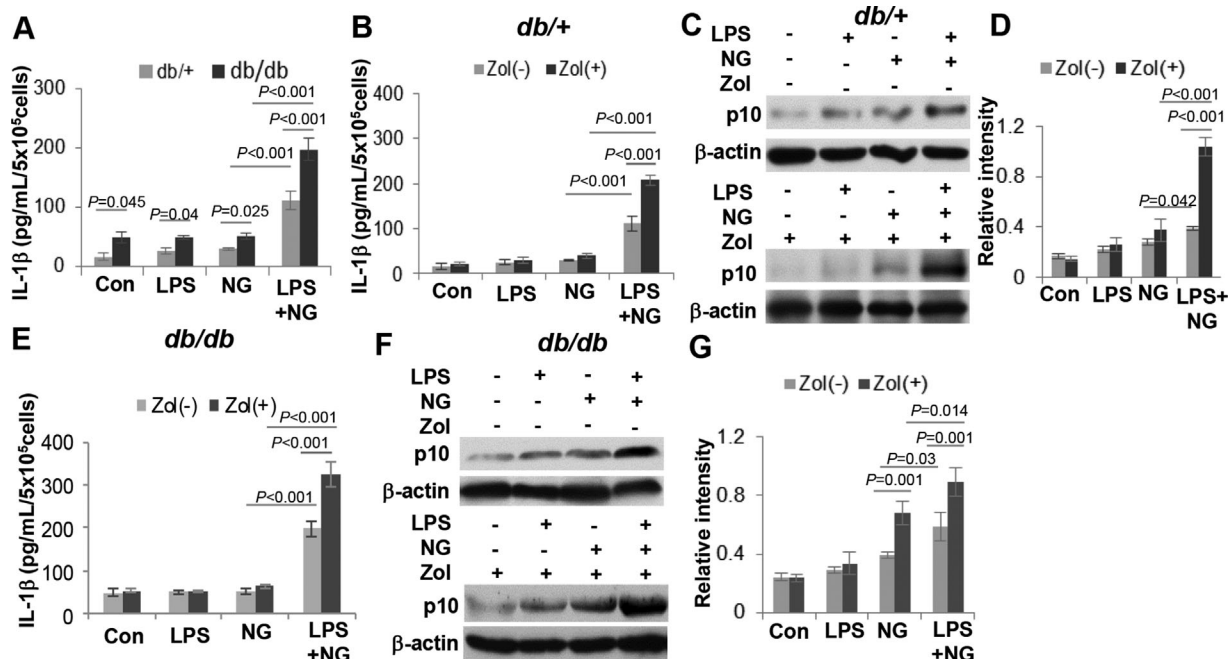 A
db/+ db/db
IL-1β (pg/mL/5x10⁵cells)
300
200
100
0
P=0.045
P=0.04
P=0.025
P<0.001
P<0.001
P<0.001
Con LPS NG LPS
+NG
B
db/+
Zol(-) Zol(+)
IL-1β (pg/mL/5x10⁵cells)
400
300
200
100
0
P<0.001
P<0.001
P<0.001
Con LPS NG LPS
+NG
C
db/+
LPS - + - +
NG - - + +
Zol - - - -
p10
β-actin
LPS - + - +
NG - - + +
Zol + + + +
p10
β-actin
D
Zol(-) Zol(+)
Relative intensity
1.2
0.8
0.4
0
P<0.001
P<0.001
P=0.042
Con LPS NG LPS+
NG
E
db/db
Zol(-) Zol(+)
IL-1β (pg/mL/5x10⁵cells)
400
300
200
100
0
P<0.001
P<0.001
P<0.001
Con LPS NG LPS
+NG
F
db/db
LPS - + - +
NG - - + +
Zol - - - -
p10
β-actin
LPS - + - +
NG - - + +
Zol + + + +
p10
β-actin
G
Zol(-) Zol(+)
Relative intensity
1.2
0.8
0.4
0
P=0.014
P=0.001
P=0.03
P=0.001
Con LPS NG LPS
+NG